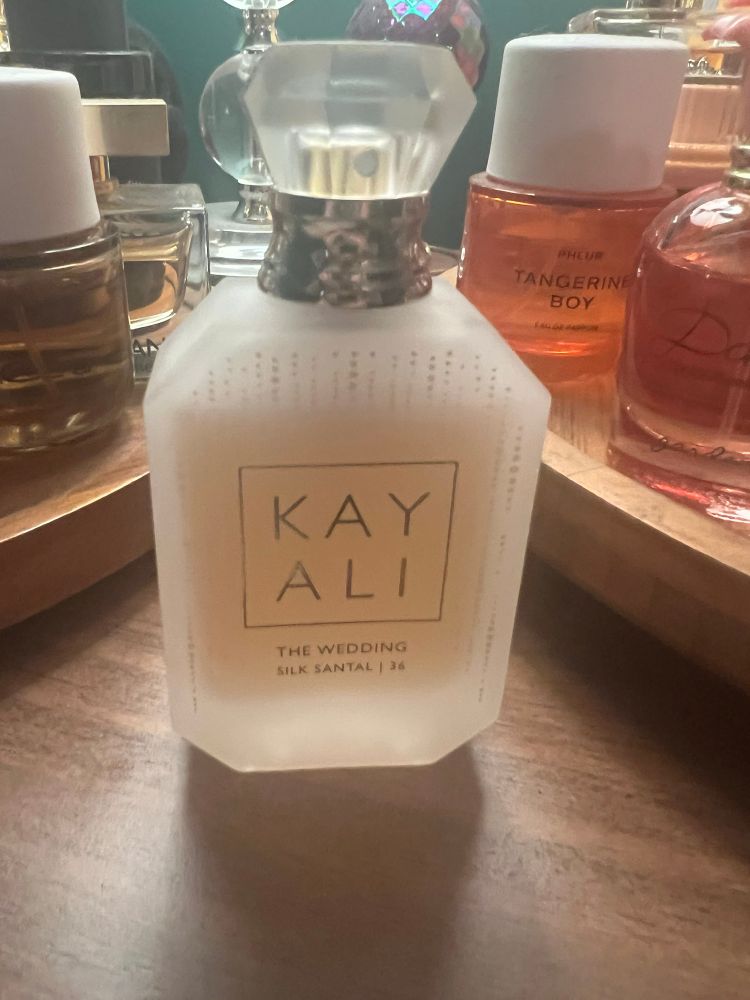 KAY
ALI
THE WEDDING
SILK SANTAL | 36
PHLUR
TANGERINE
BOY
EAU DE PARFUM